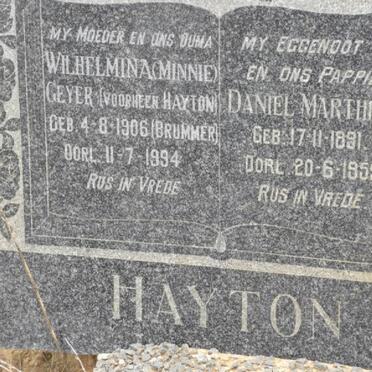 MY MOEDER EN ONS OUMA
WILHELMINA (MINNIE)
GEYER (VOORHEEN HAYTON)
GEB. 4-8-1906 (BRUMMER)
OORL. 11-7-1994
RUS IN VREDE
MY EGGENOOT
EN ONS PAPPIE
DANIEL
GEB. 17-11-1891
OORL. 20-6-195
RUS IN VREDE
HAYTON